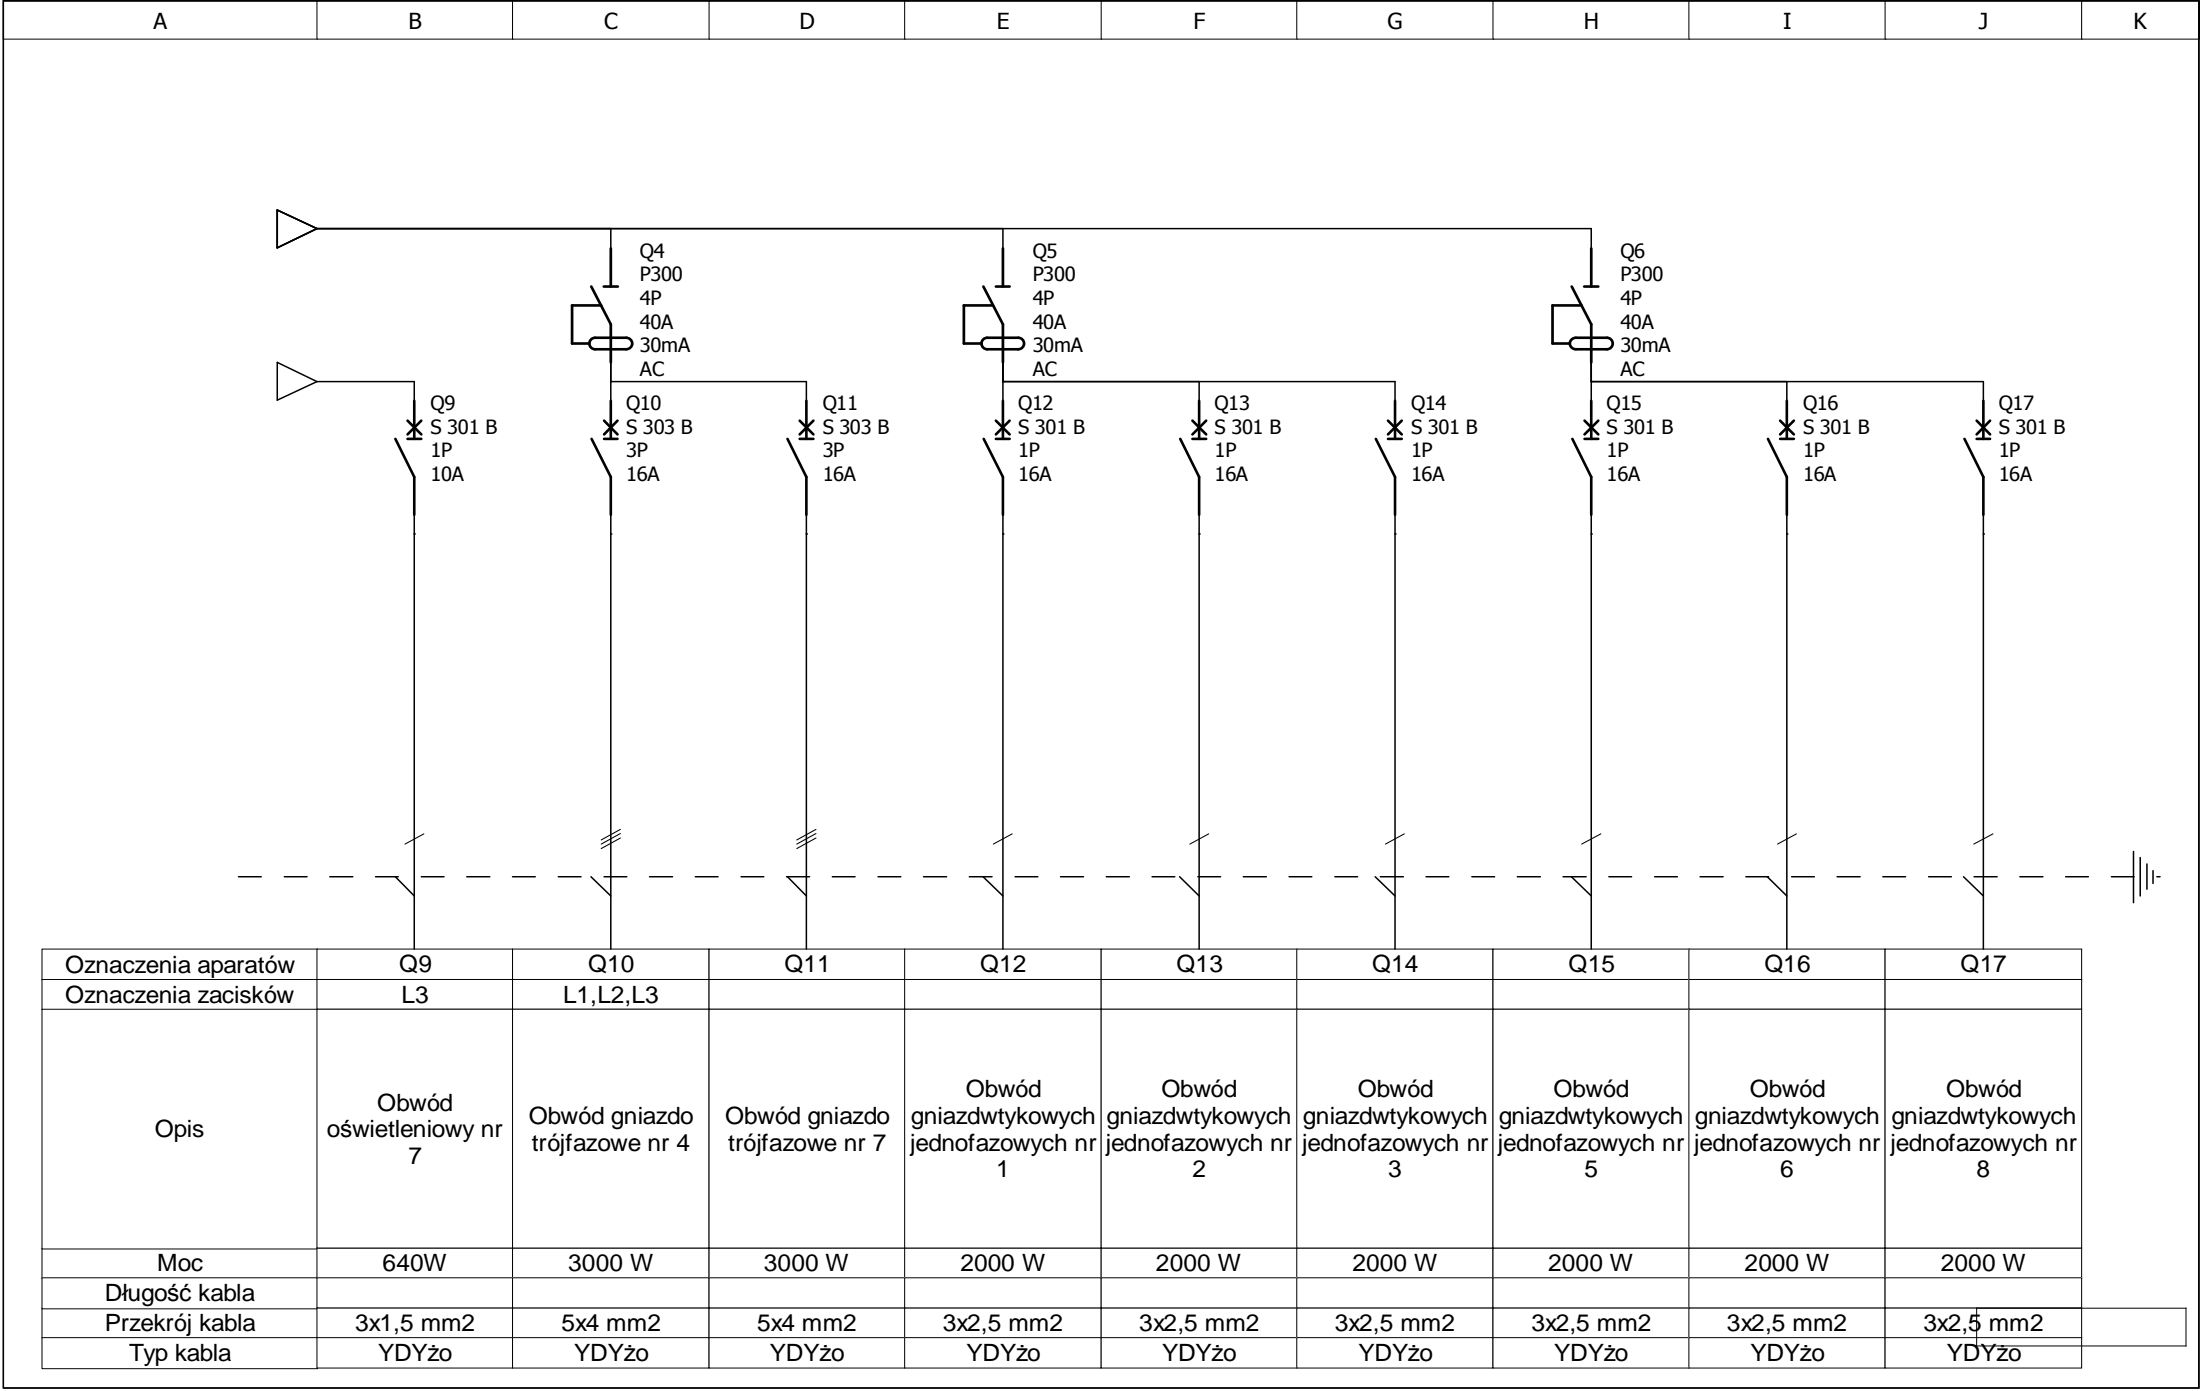 A B C D E F G H I J K
Q4 Q5 Q6
P300 P300 P300
4P 4P 4P
40A 40A 40A
30mA 30mA 30mA
AC AC AC
Q9 Q10 Q11 Q12 Q13 Q14 Q15 Q16 Q17
S 301 B S 303 B S 303 B S 301 B S 301 B S 301 B S 301 B S 301 B S 301 B
1P 3P 3P 1P 1P 1P 1P 1P 1P
10A 16A 16A 16A 16A 16A 16A 16A 16A
Oznaczenia aparatów Q9 Q10 Q11 Q12 Q13 Q14 Q15 Q16 Q17
Oznaczenia zacisków L3 L1,L2,L3
Opis
Obwód
oświetleniowy nr
7
Obwód gniazdo
trójfazowe nr 4
Obwód gniazdo
trójfazowe nr 7
Obwód
gniazdwtykowych
jednofazowych nr
1
Obwód
gniazdwtykowych
jednofazowych nr
2
Obwód
gniazdwtykowych
jednofazowych nr
3
Obwód
gniazdwtykowych
jednofazowych nr
5
Obwód
gniazdwtykowych
jednofazowych nr
6
Obwód
gniazdwtykowych
jednofazowych nr
8
Moc 640W 3000 W 3000 W 2000 W 2000 W 2000 W 2000 W 2000 W 2000 W
Długość kabla
Przekrój kabla 3x1,5 mm2 5x4 mm2 5x4 mm2 3x2,5 mm2 3x2,5 mm2 3x2,5 mm2 3x2,5 mm2 3x2,5 mm2 3x2,5 mm2
Typ kabla YDYżo YDYżo YDYżo YDYżo YDYżo YDYżo YDYżo YDYżo YDYżo